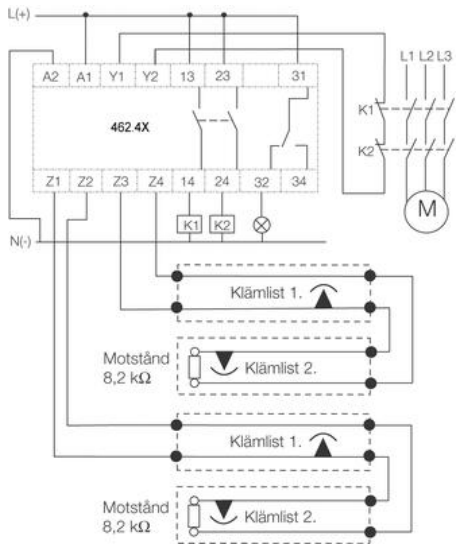 L(+)
A2 A1 Y1 Y2 13 23 31
L1 L2 L3
462.4X
K1
K2
Z1 Z2 Z3 Z4 14 24 32 34
K1 K2
M
N(-)
Klämlist 1.
Motstånd
8,2 kΩ
Klämlist 2.
Klämlist 1.
Motstånd
8,2 kΩ
Klämlist 2.